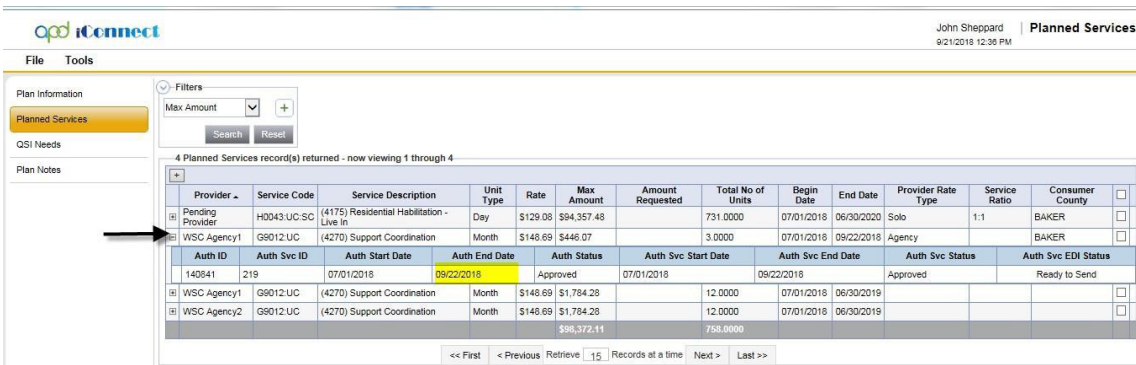 apd iConnect
John Sheppard
9/21/2018 12:36 PM
Planned Services
File Tools
Plan Information
Planned Services
QSI Needs
Plan Notes
Filters
Max Amount
+
Search Reset
4 Planned Services record(s) returned - now viewing 1 through 4
+
Provider Service Code Service Description Unit Type Rate Max Amount Amount Requested Total No of Units Begin Date End Date Provider Rate Type Service Ratio Consumer County
Pending Provider H0043:UC:SC (4175) Residential Habilitation - Live In Day $129.08 $94,357.48 731.0000 07/01/2018 06/30/2020 Solo 1:1 BAKER
WSC Agency1 G9012:UC (4270) Support Coordination Month $148.69 $446.07 3.0000 07/01/2018 09/22/2018 Agency BAKER
Auth ID Auth Svc ID Auth Start Date Auth End Date Auth Status Auth Svc Start Date Auth Svc End Date Auth Svc Status Auth Svc EDI Status
140841 219 07/01/2018 09/22/2018 Approved 07/01/2018 09/22/2018 Approved Ready to Send
WSC Agency1 G9012:UC (4270) Support Coordination Month $148.69 $1,784.28 12.0000 07/01/2018 06/30/2019
WSC Agency2 G9012:UC (4270) Support Coordination Month $148.69 $1,784.28 12.0000 07/01/2018 06/30/2019
$98,372.11 758.0000
<< First < Previous Retrieve 15 Records at a time Next > Last >>